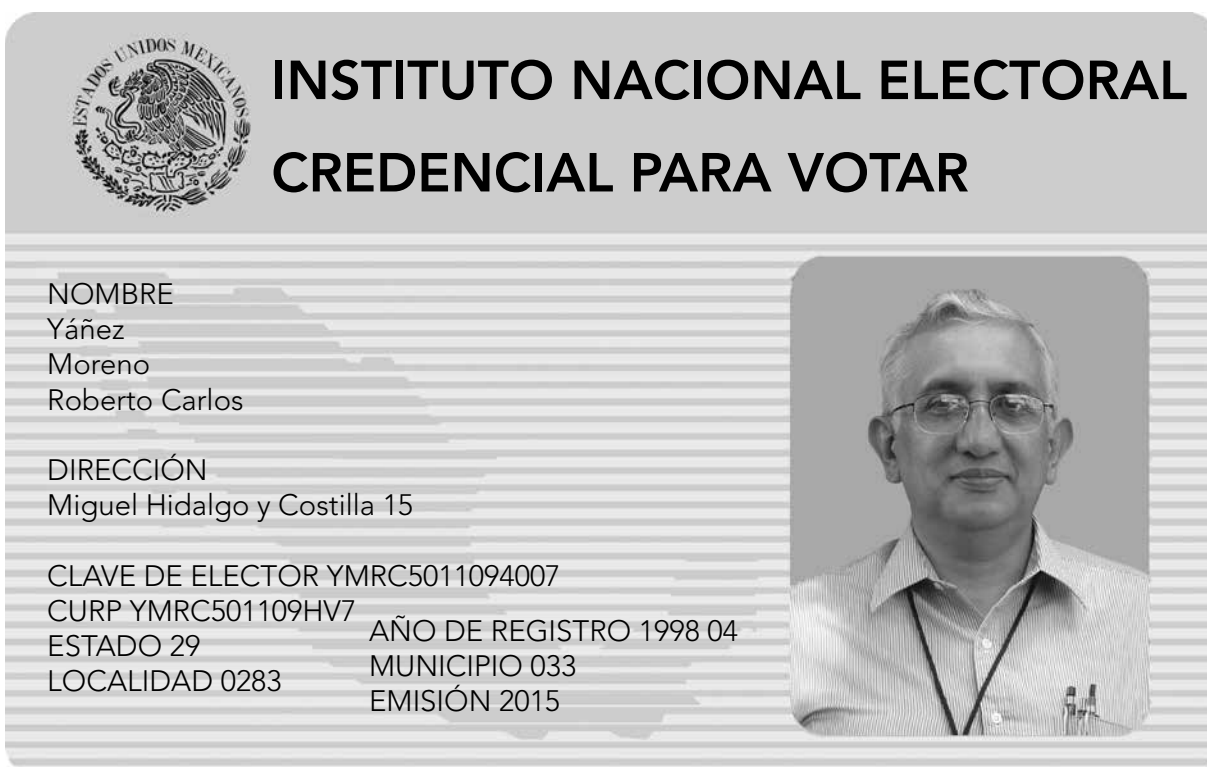 ESTADOS UNIDOS MEXICANOS
INSTITUTO NACIONAL ELECTORAL
CREDENCIAL PARA VOTAR
NOMBRE
Yáñez
Moreno
Roberto Carlos
DIRECCIÓN
Miguel Hidalgo y Costilla 15
CLAVE DE ELECTOR YMRC5011094007
CURP YMRC501109HV7
ESTADO 29
LOCALIDAD 0283
AÑO DE REGISTRO 1998 04
MUNICIPIO 033
EMISIÓN 2015